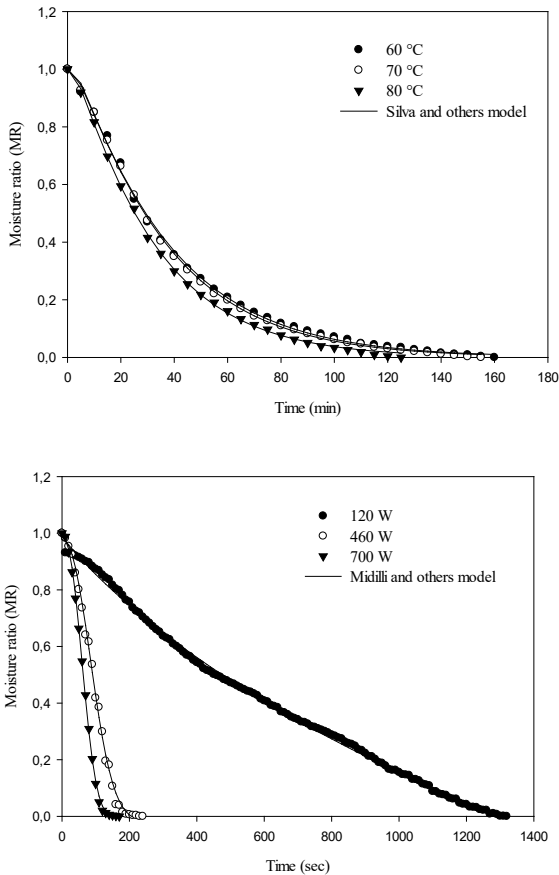 1,2
60 °C
70 °C
80 °C
Silva and others model
1,0
0,8
0,6
0,4
0,2
0,0
Moisture ratio (MR)
0 20 40 60 80 100 120 140 160 180
Time (min)
1,2
120 W
460 W
700 W
Midilli and others model
1,0
0,8
0,6
0,4
0,2
0,0
Moisture ratio (MR)
0 200 400 600 800 1000 1200 1400
Time (sec)